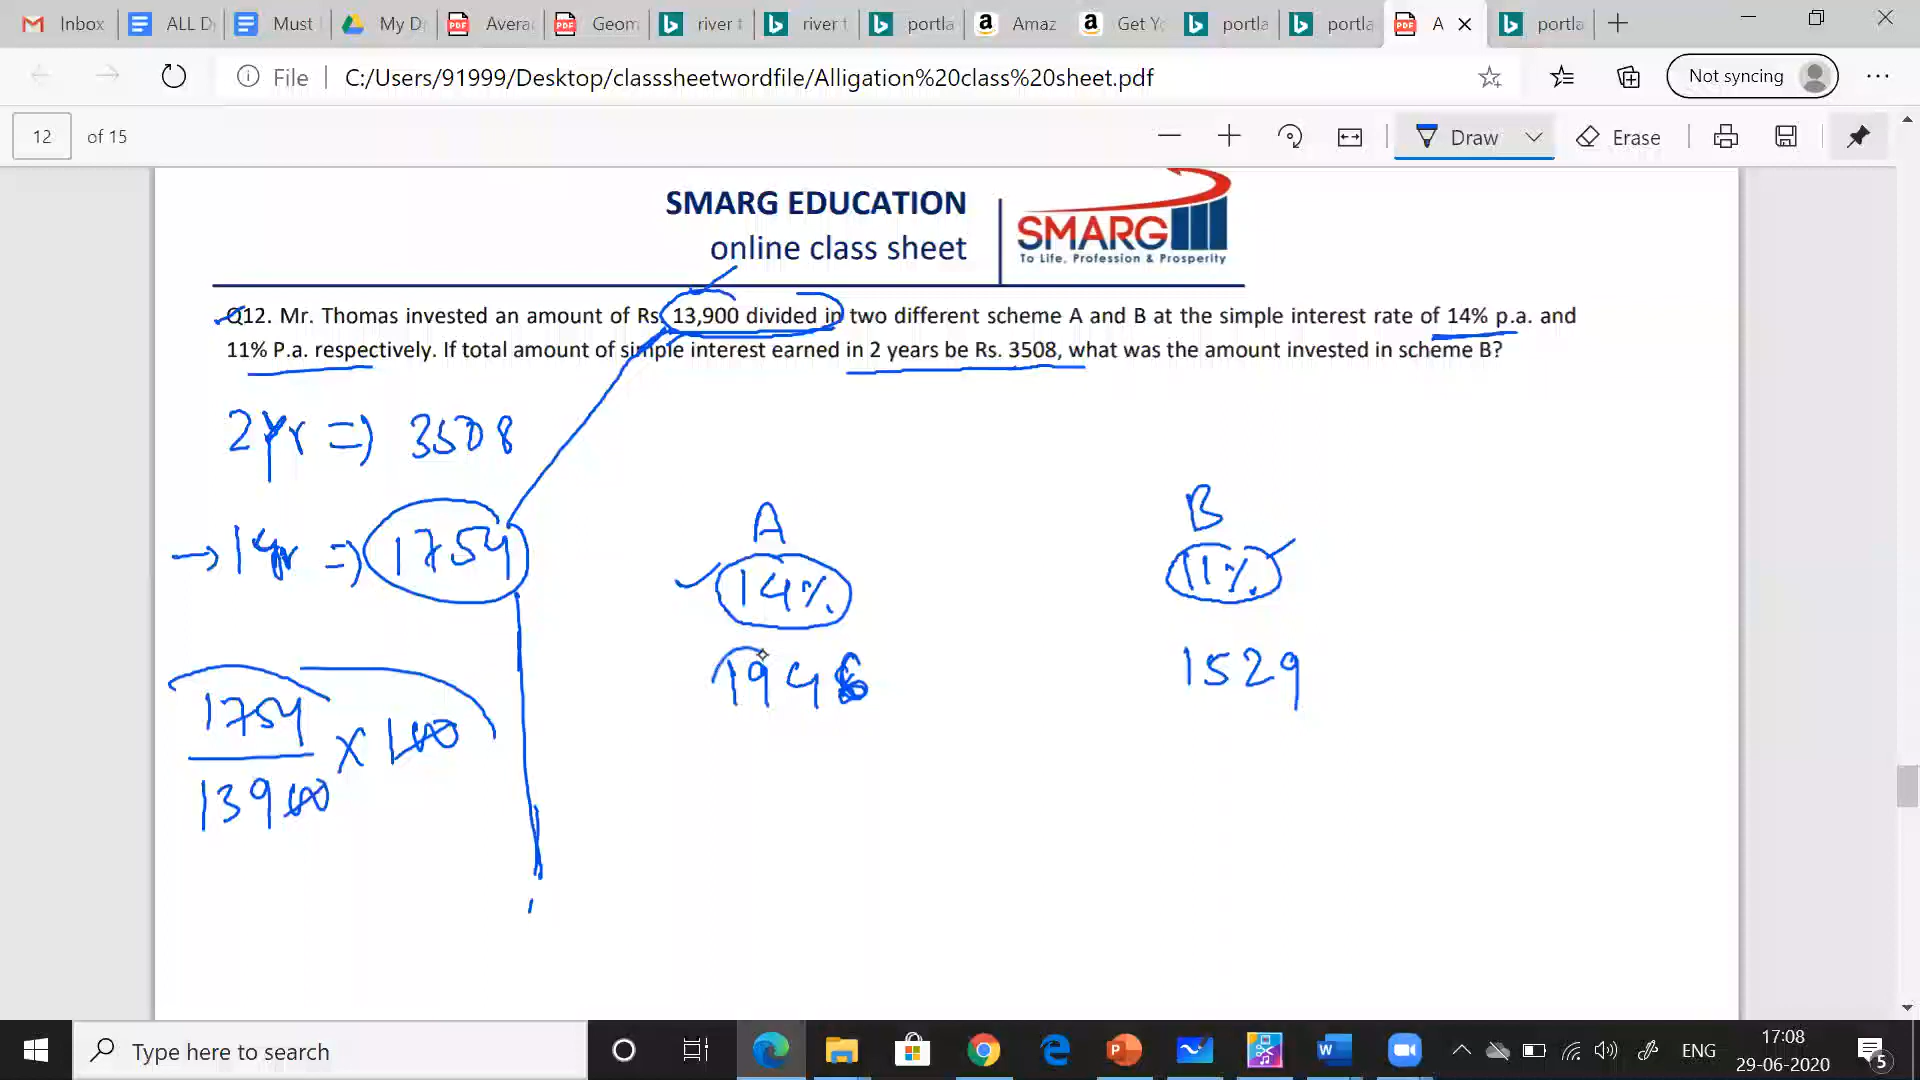 Inbox
ALL D
Must
My D
Avera
Geom
river t
river t
portla
Amaz
Get Yo
portla
portla
A
portla
File
C:/Users/91999/Desktop/classsheetwordfile/Alligation%20class%20sheet.pdf
Not syncing
12 of 15
Draw
Erase
SMARG EDUCATION
online class sheet
SMARG
To Life, Profession & Prosperity
Q12. Mr. Thomas invested an amount of Rs. 13,900 divided in two different scheme A and B at the simple interest rate of 14% p.a. and
11% P.a. respectively. If total amount of simple interest earned in 2 years be Rs. 3508, what was the amount invested in scheme B?
2yr => 3508
→ 1yr => 1754
A
14%
1946
B
11%
1529
1754
13900
x 100
Type here to search
ENG
17:08
29-06-2020
5